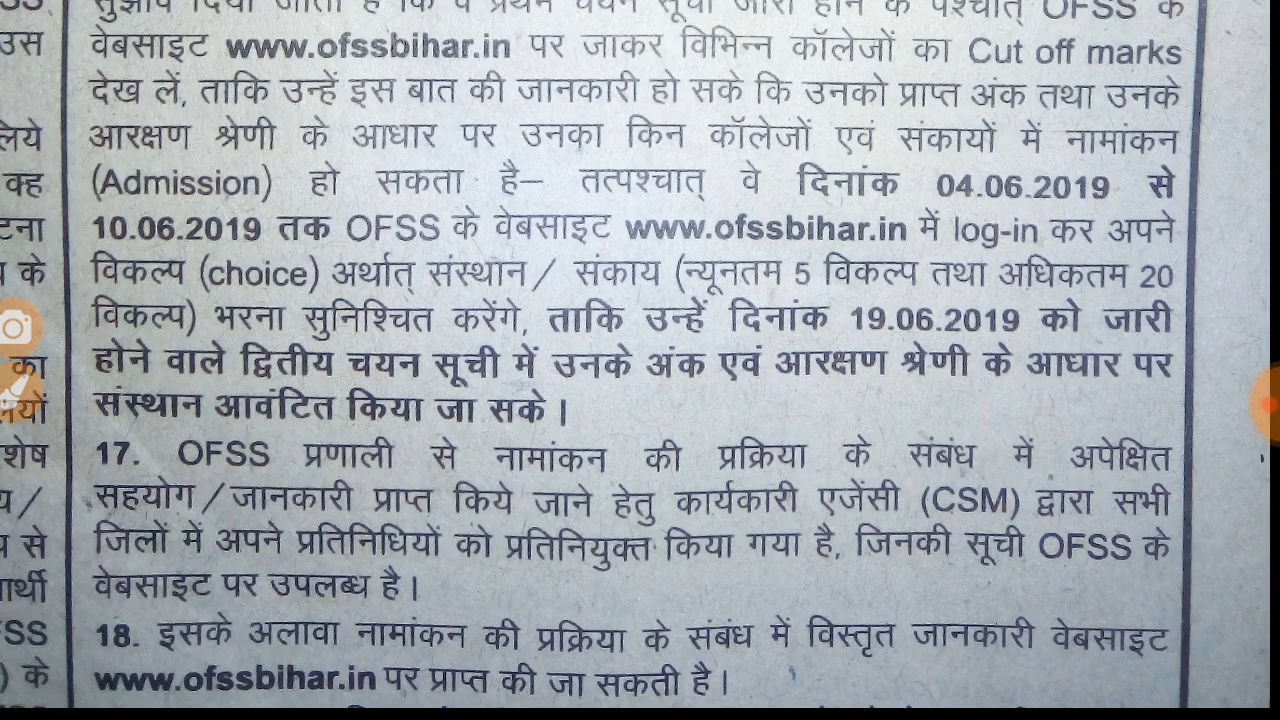 सुझाव दिया जाता है कि वे प्रथम चयन सूची जारी होने के पश्चात् OFSS के
वेबसाइट www.ofssbihar.in पर जाकर विभिन्न कॉलेजों का Cut off marks
देख लें, ताकि उन्हें इस बात की जानकारी हो सके कि उनको प्राप्त अंक तथा उनके
आरक्षण श्रेणी के आधार पर उनका किन कॉलेजों एवं संकायों में नामांकन
(Admission) हो सकता है– तत्पश्चात् वे दिनांक 04.06.2019 से
10.06.2019 तक OFSS के वेबसाइट www.ofssbihar.in में log-in कर अपने
विकल्प (choice) अर्थात् संस्थान / संकाय (न्यूनतम 5 विकल्प तथा अधिकतम 20
विकल्प) भरना सुनिश्चित करेंगे, ताकि उन्हें दिनांक 19.06.2019 को जारी
होने वाले द्वितीय चयन सूची में उनके अंक एवं आरक्षण श्रेणी के आधार पर
संस्थान आवंटित किया जा सके।
17. OFSS प्रणाली से नामांकन की प्रक्रिया के संबंध में अपेक्षित
सहयोग / जानकारी प्राप्त किये जाने हेतु कार्यकारी एजेंसी (CSM) द्वारा सभी
जिलों में अपने प्रतिनिधियों को प्रतिनियुक्त किया गया है, जिनकी सूची OFSS के
वेबसाइट पर उपलब्ध है।
18. इसके अलावा नामांकन की प्रक्रिया के संबंध में विस्तृत जानकारी वेबसाइट
www.ofssbihar.in पर प्राप्त की जा सकती है।
उस
के
का
शेष
से
के